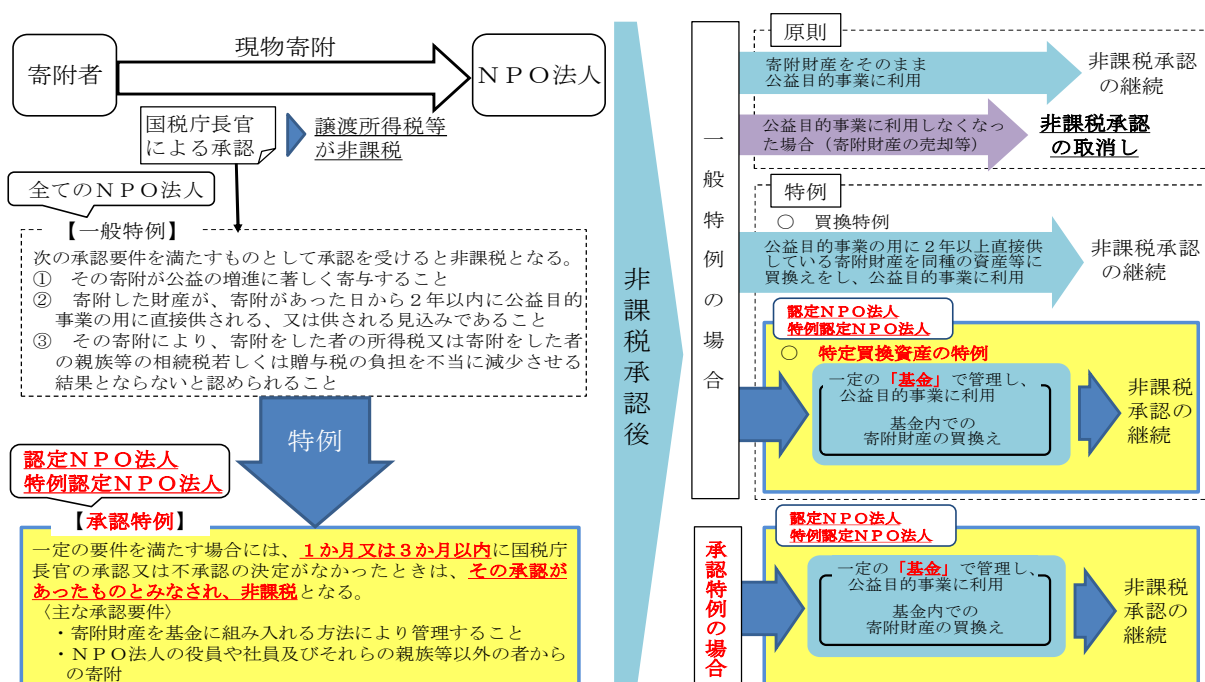 現物寄附
寄附者
ＮＰＯ法人
国税庁長官
による承認
譲渡所得税等
が非課税
全てのＮＰＯ法人
【一般特例】
次の承認要件を満たすものとして承認を受けると非課税となる。
① その寄附が公益の増進に著しく寄与すること
② 寄附した財産が、寄附があった日から２年以内に公益目的
事業の用に直接供される、又は供される見込みであること
③ その寄附により、寄附をした者の所得税又は寄附をした者
の親族等の相続税若しくは贈与税の負担を不当に減少させる
結果とならないと認められること
特例
認定ＮＰＯ法人
特例認定ＮＰＯ法人
【承認特例】
一定の要件を満たす場合には、１か月又は３か月以内に国税庁
長官の承認又は不承認の決定がなかったときは、その承認が
あったものとみなされ、非課税となる。
〈主な承認要件〉
・寄附財産を基金に組み入れる方法により管理すること
・ＮＰＯ法人の役員や社員及びそれらの親族等以外の者から
の寄附
非課税承認後
一般特例の場合
原則
寄附財産をそのまま
公益目的事業に利用
非課税承認
の継続
公益目的事業に利用しなくなっ
た場合（寄附財産の売却等）
非課税承認
の取消し
特例
○ 買換特例
公益目的事業の用に２年以上直接供
している寄附財産を同種の資産等に
買換えをし、公益目的事業に利用
非課税承認
の継続
認定ＮＰＯ法人
特例認定ＮＰＯ法人
○ 特定買換資産の特例
一定の「基金」で管理し、
公益目的事業に利用
基金内での
寄附財産の買換え
非課税
承認の
継続
承認特例の場合
認定ＮＰＯ法人
特例認定ＮＰＯ法人
一定の「基金」で管理し、
公益目的事業に利用
基金内での
寄附財産の買換え
非課税
承認の
継続